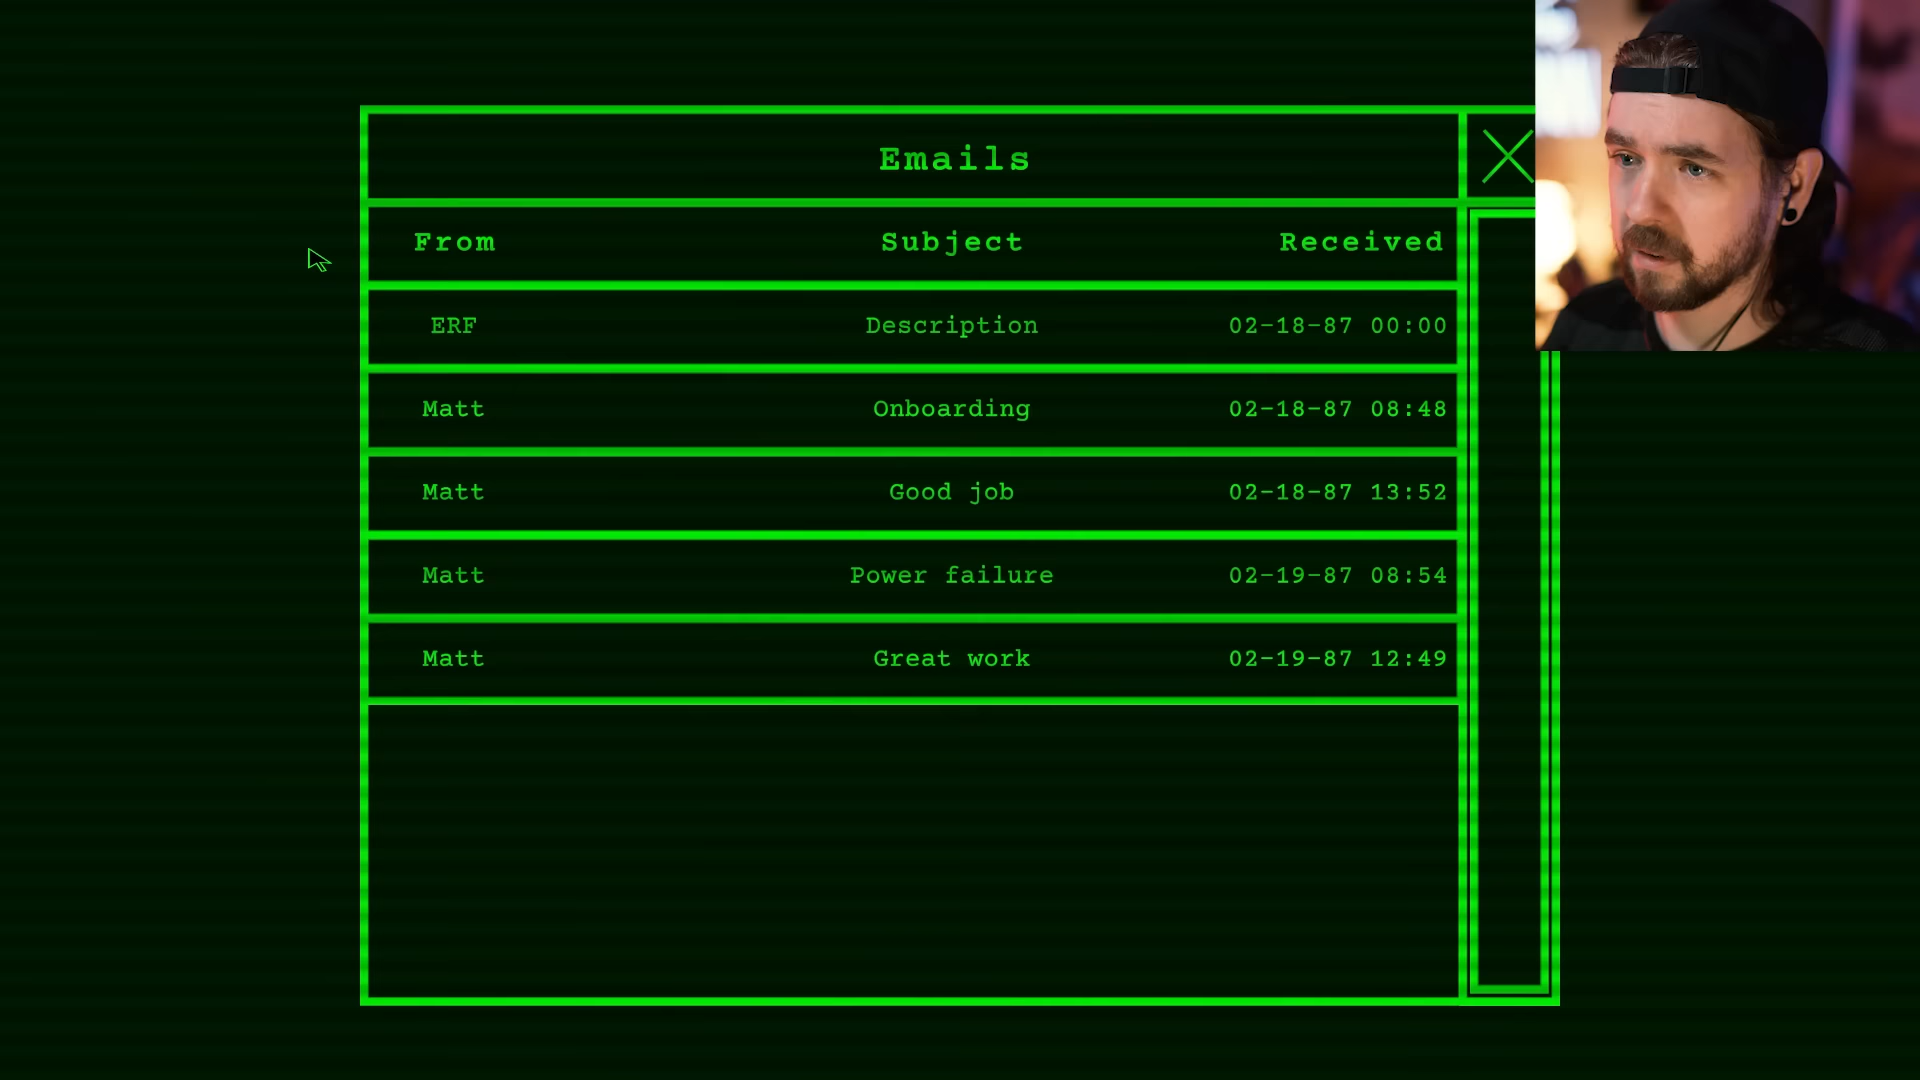 Emails
From Subject Received
ERF Description 02-18-87 00:00
Matt Onboarding 02-18-87 08:48
Matt Good job 02-18-87 13:52
Matt Power failure 02-19-87 08:54
Matt Great work 02-19-87 12:49